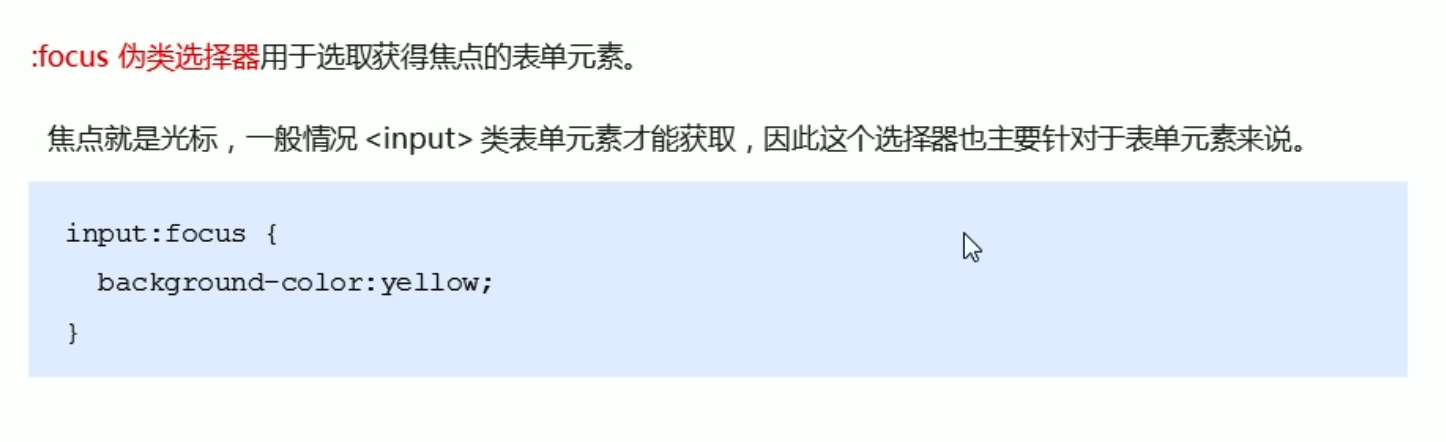 :focus 伪类选择器用于选取获得焦点的表单元素。
焦点就是光标，一般情况 <input> 类表单元素才能获取，因此这个选择器也主要针对于表单元素来说。
input:focus {
  background-color:yellow;
}